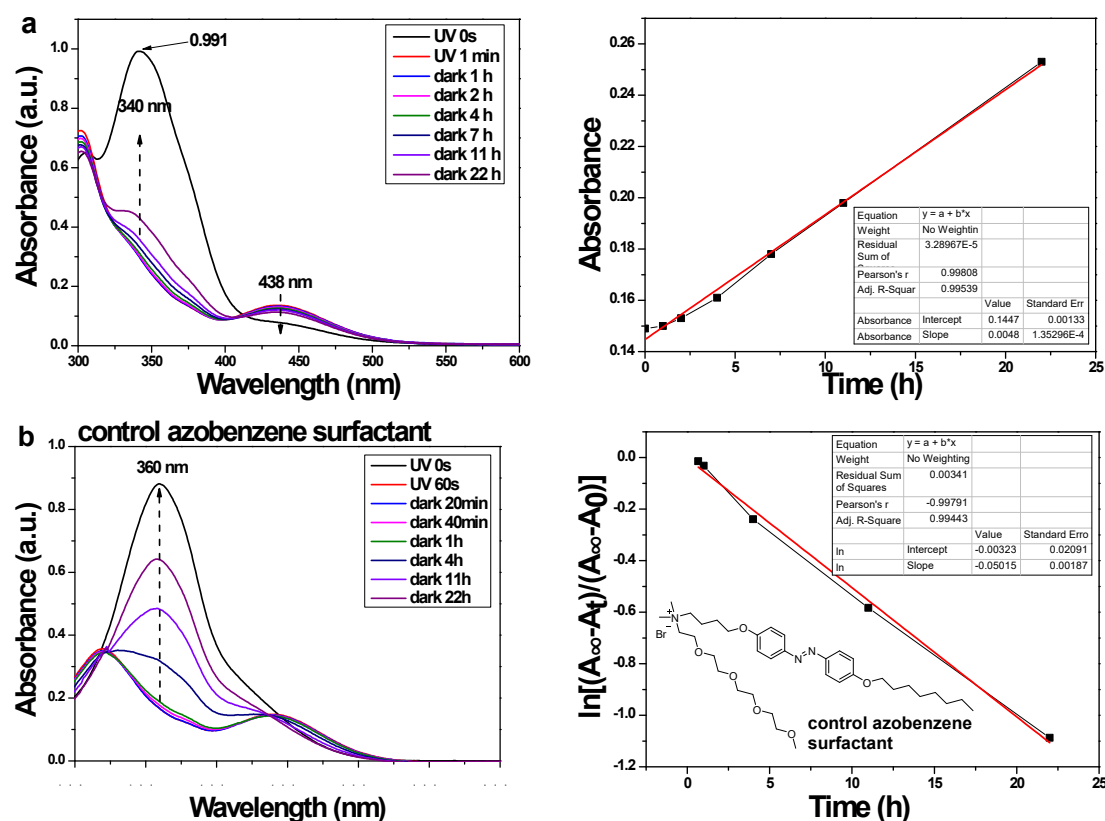 a
0.991
340 nm
438 nm
UV 0s
UV 1 min
dark 1 h
dark 2 h
dark 4 h
dark 7 h
dark 11 h
dark 22 h
1.0
0.8
0.6
0.4
0.2
0.0
300 350 400 450 500 550 600
Absorbance (a.u.)
Wavelength (nm)
0.26
0.24
0.22
0.20
0.18
0.16
0.14
0 5 10 15 20 25
Absorbance
Time (h)
Equation y = a + b*x
Weight No Weightin
Residual Sum of 3.28967E-5
Pearson's r 0.99808
Adj. R-Squar 0.99539
Value Standard Err
Absorbance Intercept 0.1447 0.00133
Absorbance Slope 0.0048 1.35296E-4
b
control azobenzene surfactant
360 nm
UV 0s
UV 60s
dark 20min
dark 40min
dark 1h
dark 4h
dark 11h
dark 22h
1.0
0.8
0.6
0.4
0.2
0.0
Absorbance (a.u.)
Wavelength (nm)
0.0
-0.2
-0.4
-0.6
-0.8
-1.0
-1.2
0 5 10 15 20 25
ln[(A∞-At)/(A∞-A0)]
Time (h)
Equation y = a + b*x
Weight No Weighting
Residual Sum of Squares 0.00341
Pearson's r -0.99791
Adj. R-Square 0.99443
Value Standard Erro
ln Intercept -0.00323 0.02091
ln Slope -0.05015 0.00187
N+
Br-
O
N
N
O
O
O
O
O
control azobenzene
surfactant